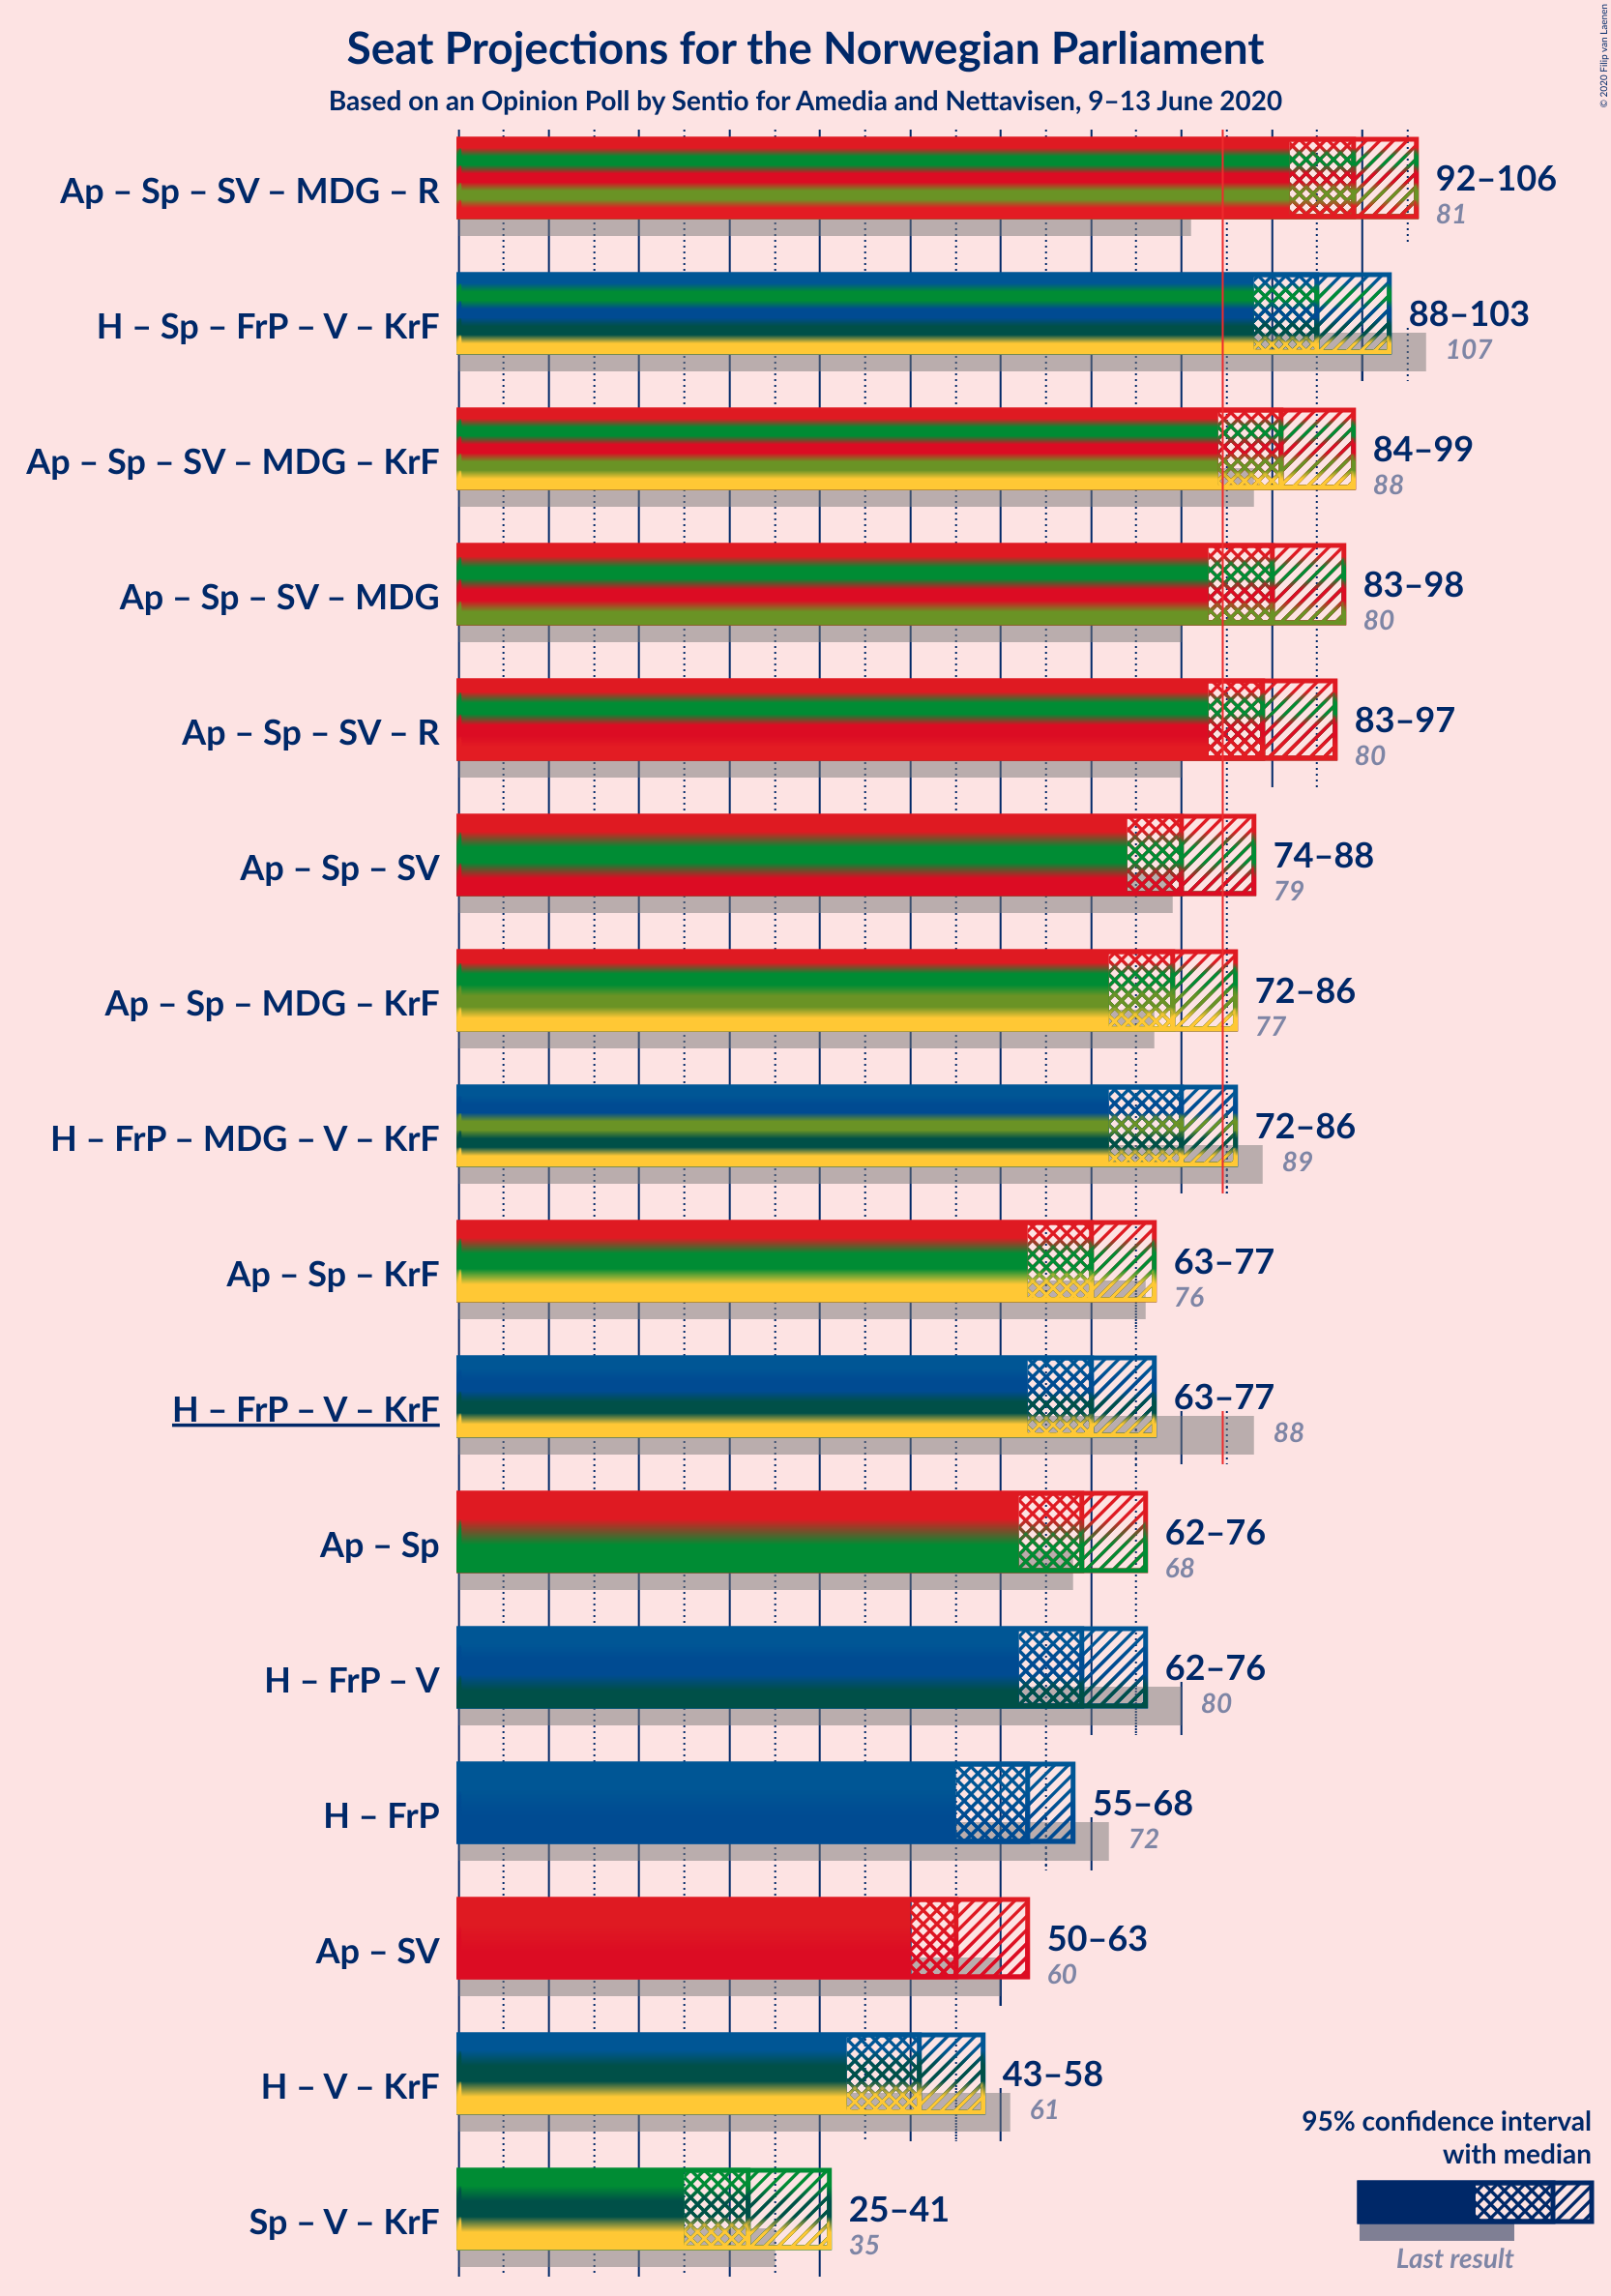 Seat Projections for the Norwegian Parliament
Based on an Opinion Poll by Sentio for Amedia and Nettavisen, 9–13 June 2020
© 2020 Filip van Laenen
Ap – Sp – SV – MDG – R
92–106
81
H – Sp – FrP – V – KrF
88–103
107
Ap – Sp – SV – MDG – KrF
84–99
88
Ap – Sp – SV – MDG
83–98
80
Ap – Sp – SV – R
83–97
80
Ap – Sp – SV
74–88
79
Ap – Sp – MDG – KrF
72–86
77
H – FrP – MDG – V – KrF
72–86
89
Ap – Sp – KrF
63–77
76
H – FrP – V – KrF
63–77
88
Ap – Sp
62–76
68
H – FrP – V
62–76
80
H – FrP
55–68
72
Ap – SV
50–63
60
H – V – KrF
43–58
61
Sp – V – KrF
25–41
35
95% confidence interval
with median
Last result